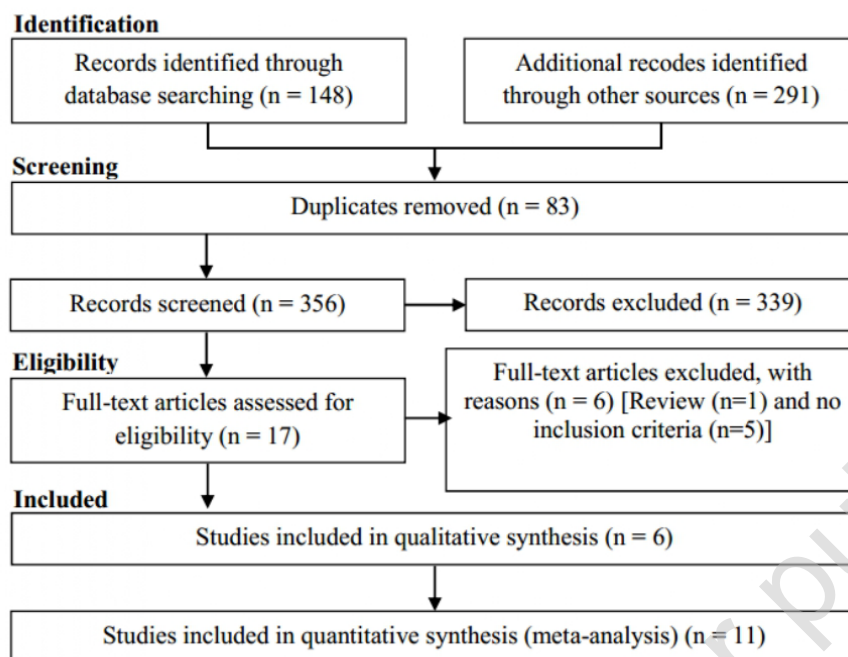 Identification
Records identified through
database searching (n = 148)
Additional recodes identified
through other sources (n = 291)
Screening
Duplicates removed (n = 83)
Records screened (n = 356)
Records excluded (n = 339)
Eligibility
Full-text articles assessed for
eligibility (n = 17)
Full-text articles excluded, with
reasons (n = 6) [Review (n=1) and no
inclusion criteria (n=5)]
Included
Studies included in qualitative synthesis (n = 6)
Studies included in quantitative synthesis (meta-analysis) (n = 11)